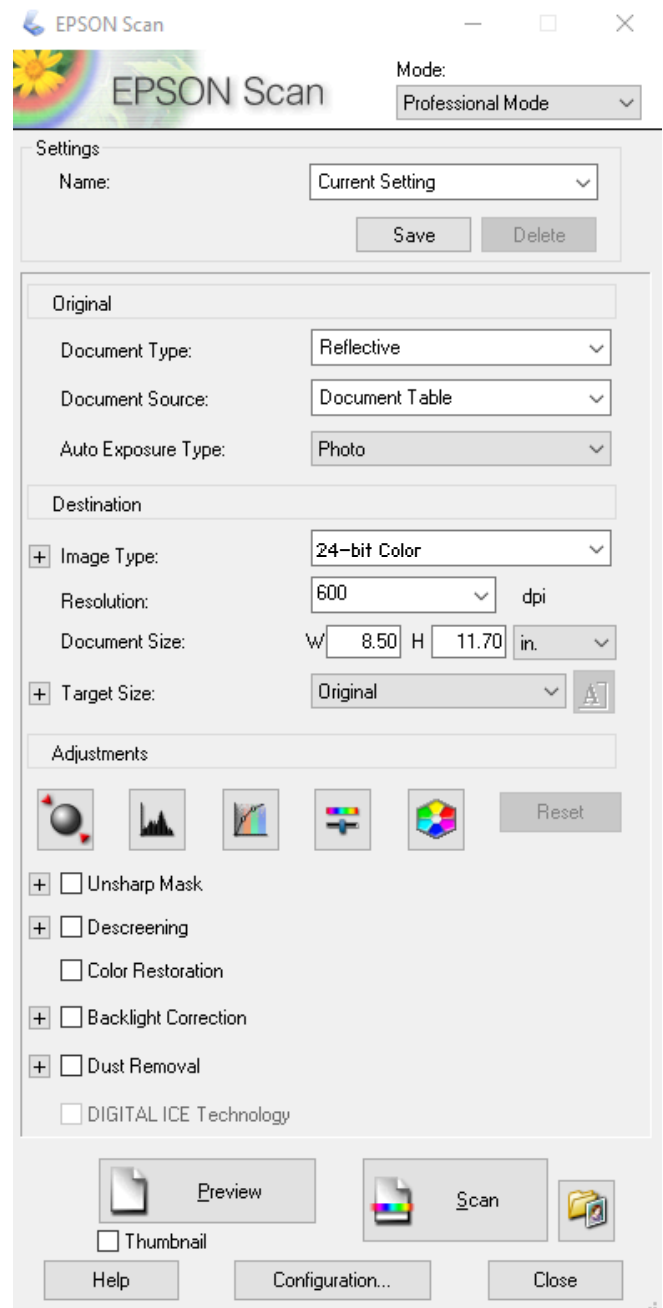 EPSON Scan
EPSON Scan
Mode:
Professional Mode
Settings
Name: Current Setting
Save Delete
Original
Document Type: Reflective
Document Source: Document Table
Auto Exposure Type: Photo
Destination
+ Image Type: 24-bit Color
Resolution: 600 dpi
Document Size: W 8.50 H 11.70 in.
+ Target Size: Original A
Adjustments
Reset
+ Unsharp Mask
+ Descreening
Color Restoration
+ Backlight Correction
+ Dust Removal
DIGITAL ICE Technology
Preview Scan
Thumbnail
Help Configuration... Close